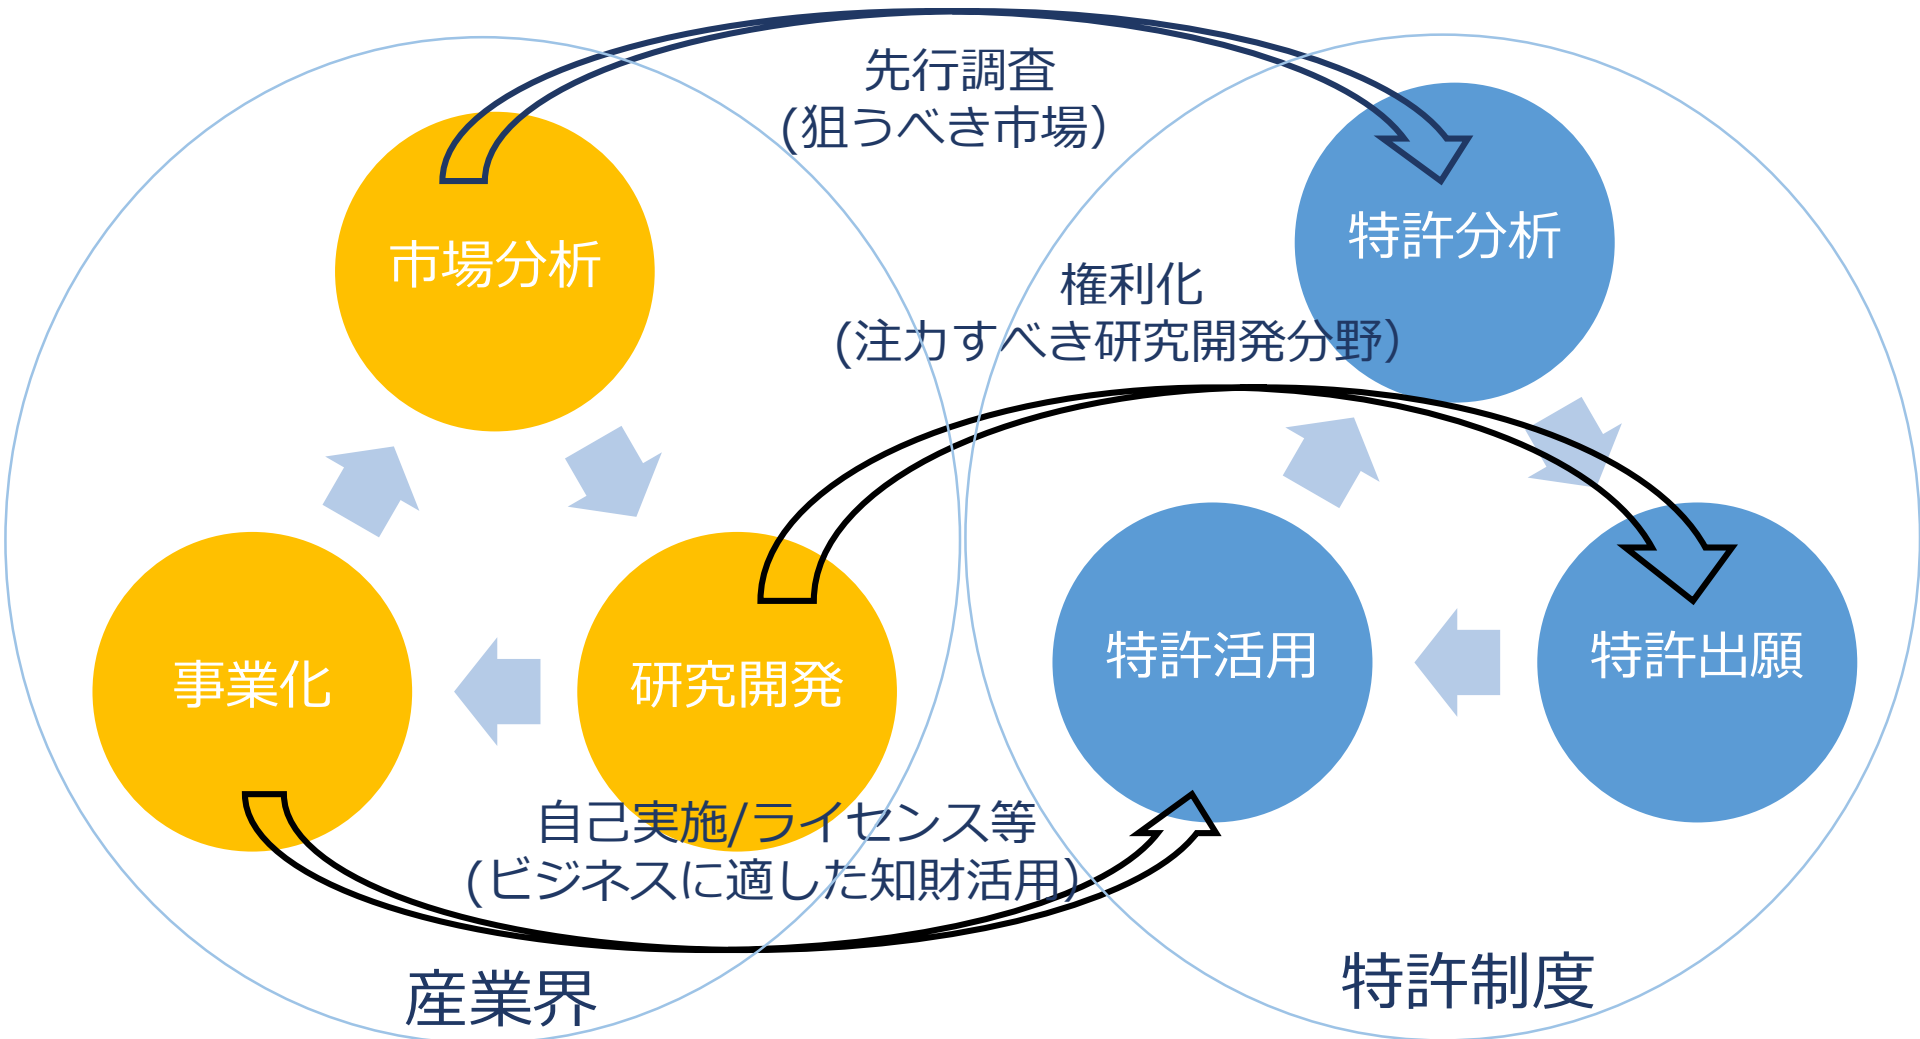 先行調査
(狙うべき市場)
市場分析
特許分析
権利化
(注力すべき研究開発分野)
事業化
研究開発
特許活用
特許出願
自己実施/ライセンス等
(ビジネスに適した知財活用)
産業界
特許制度